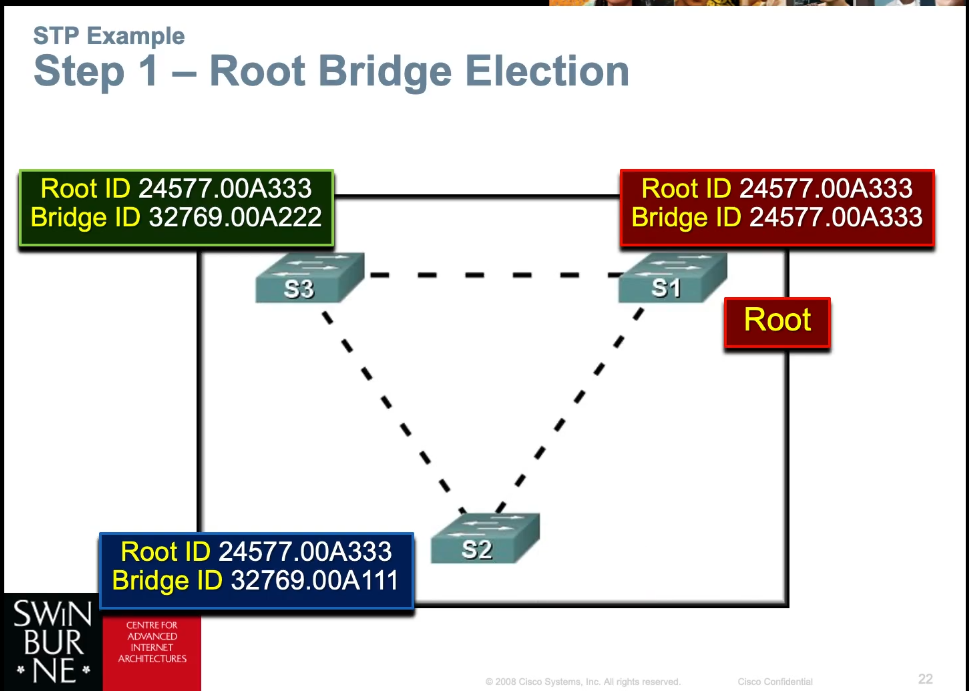 STP Example
Step 1 – Root Bridge Election
Root ID 24577.00A333
Bridge ID 32769.00A222
Root ID 24577.00A333
Bridge ID 24577.00A333
S3
S1
Root
S2
Root ID 24577.00A333
Bridge ID 32769.00A111
SWIN
BUR
* NE *
CENTRE FOR
ADVANCED
INTERNET
ARCHITECTURES
© 2008 Cisco Systems, Inc. All rights reserved.
Cisco Confidential
22